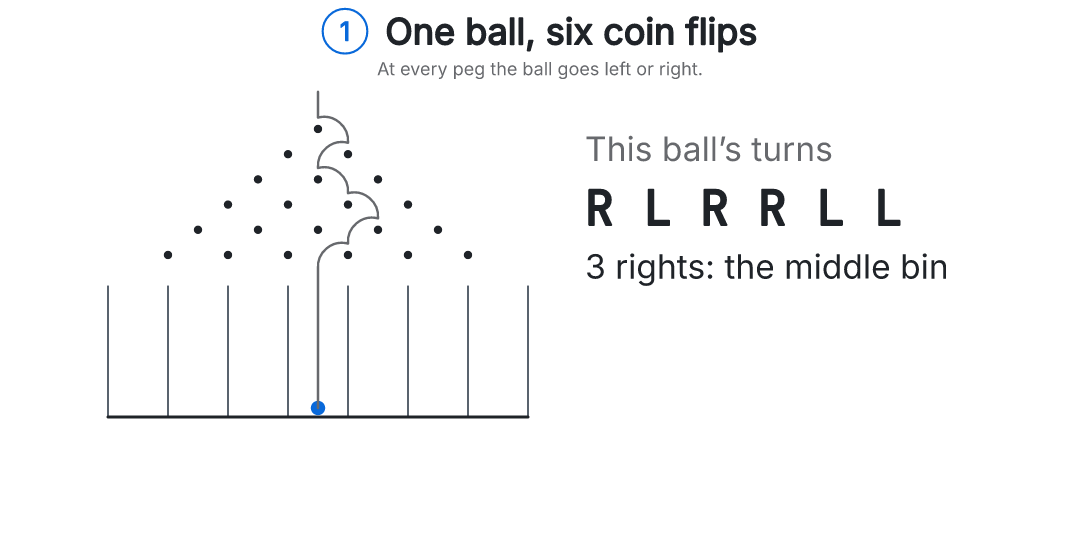 1 One ball, six coin flips
At every peg the ball goes left or right.
This ball’s turns
R L R R L L
3 rights: the middle bin